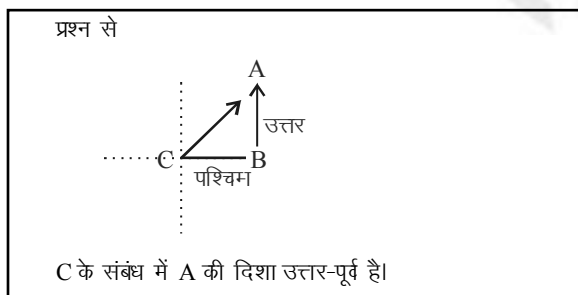 प्रश्न से
A
उत्तर
C B
पश्चिम
C के संबंध में A की दिशा उत्तर-पूर्व है।